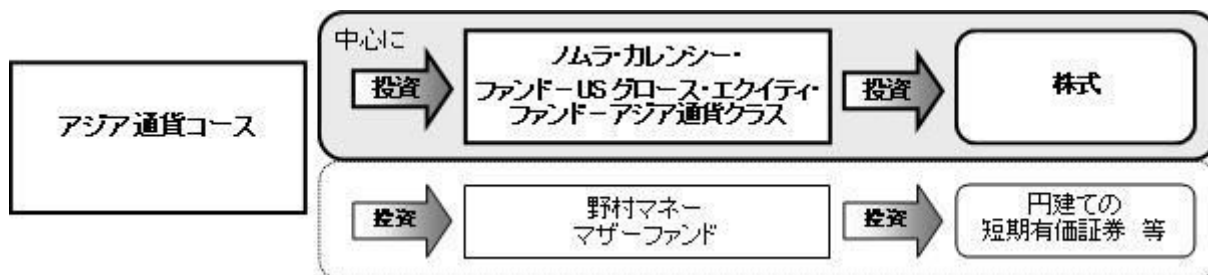 アジア通貨コース
中心に
投資
ノムラ・カレンシー・
ファンド－US グロース・エクイティ・
ファンド－アジア通貨クラス
投資
株式
投資
野村マネー
マザーファンド
投資
円建ての
短期有価証券 等